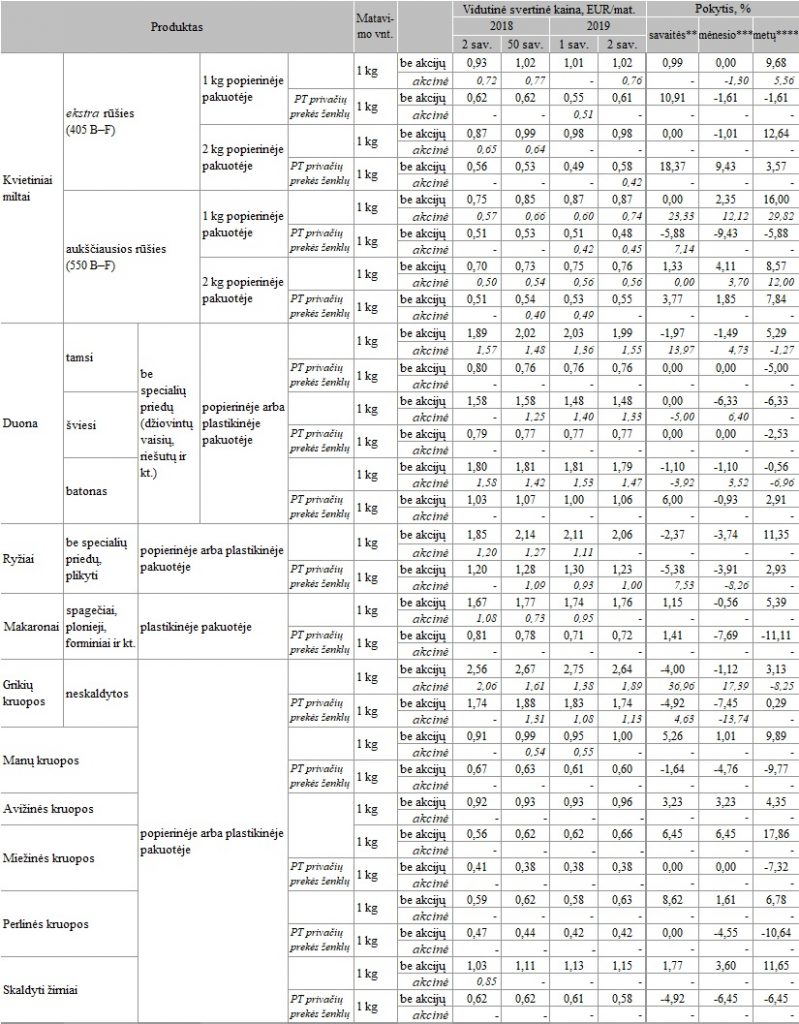 Produktas Matavi- Vidutinė svertinė kaina, EUR/mat. Pokytis, %
mo vnt. 2018 2019 savaitės** mėnesio*** metų****
2 sav. 50 sav. 1 sav. 2 sav.
Kvietiniai miltai ekstra rūšies (405 B–F) 1 kg popierinėje pakuotėje 1 kg be akcijų 0,93 1,02 1,01 1,02 0,99 0,00 9,68
akcinė 0,72 0,77 - 0,76 - -1,30 5,56
PT privačių prekės ženklų 1 kg be akcijų 0,62 0,62 0,55 0,61 10,91 -1,61 -1,61
akcinė - - 0,51 - - - -
2 kg popierinėje pakuotėje 1 kg be akcijų 0,87 0,99 0,98 0,98 0,00 -1,01 12,64
akcinė 0,65 0,64 - - - - -
PT privačių prekės ženklų 1 kg be akcijų 0,56 0,53 0,49 0,58 18,37 9,43 3,57
akcinė - - - 0,42 - - -
aukščiausios rūšies (550 B–F) 1 kg popierinėje pakuotėje 1 kg be akcijų 0,75 0,85 0,87 0,87 0,00 2,35 16,00
akcinė 0,57 0,66 0,60 0,74 23,33 12,12 29,82
PT privačių prekės ženklų 1 kg be akcijų 0,51 0,53 0,51 0,48 -5,88 -9,43 -5,88
akcinė - - 0,42 0,45 7,14 - -
2 kg popierinėje pakuotėje 1 kg be akcijų 0,70 0,73 0,75 0,76 1,33 4,11 8,57
akcinė 0,50 0,54 0,56 0,56 0,00 3,70 12,00
PT privačių prekės ženklų 1 kg be akcijų 0,51 0,54 0,53 0,55 3,77 1,85 7,84
akcinė - 0,40 0,49 - - - -
Duona tamsi be specialių priedų (džiovintų vaisių, riešutų ir kt.) popierinėje arba plastikinėje pakuotėje 1 kg be akcijų 1,89 2,02 2,03 1,99 -1,97 -1,49 5,29
akcinė 1,57 1,48 1,36 1,55 13,97 4,73 -1,27
PT privačių prekės ženklų 1 kg be akcijų 0,80 0,76 0,76 0,76 0,00 0,00 -5,00
akcinė - - - - - - -
šviesi 1 kg be akcijų 1,58 1,58 1,48 1,48 0,00 -6,33 -6,33
akcinė - 1,25 1,40 1,33 -5,00 6,40 -
PT privačių prekės ženklų 1 kg be akcijų 0,79 0,77 0,77 0,77 0,00 0,00 -2,53
akcinė - - - - - - -
batonas 1 kg be akcijų 1,80 1,81 1,81 1,79 -1,10 -1,10 -0,56
akcinė 1,58 1,42 1,53 1,47 -3,92 3,52 -6,96
PT privačių prekės ženklų 1 kg be akcijų 1,03 1,07 1,00 1,06 6,00 -0,93 2,91
akcinė - - - - - - -
Ryžiai be specialių priedų, plikyti popierinėje arba plastikinėje pakuotėje 1 kg be akcijų 1,85 2,14 2,11 2,06 -2,37 -3,74 11,35
akcinė 1,20 1,27 1,11 - - - -
PT privačių prekės ženklų 1 kg be akcijų 1,20 1,28 1,30 1,23 -5,38 -3,91 2,93
akcinė - 1,09 0,93 1,00 7,53 -8,26 -
Makaronai spagečiai, plonieji, forminiai ir kt. plastikinėje pakuotėje 1 kg be akcijų 1,67 1,77 1,74 1,76 1,15 -0,56 5,39
akcinė 1,08 0,73 0,95 - - - -
PT privačių prekės ženklų 1 kg be akcijų 0,81 0,78 0,71 0,72 1,41 -7,69 -11,11
akcinė - - - - - - -
Grikių kruopos neskaldytos popierinėje arba plastikinėje pakuotėje 1 kg be akcijų 2,56 2,67 2,75 2,64 -4,00 -1,12 3,13
akcinė 2,06 1,61 1,38 1,89 36,96 17,39 -8,25
PT privačių prekės ženklų 1 kg be akcijų 1,74 1,88 1,83 1,74 -4,92 -7,45 0,29
akcinė - 1,31 1,08 1,13 4,63 -13,74 -
Manų kruopos 1 kg be akcijų 0,91 0,99 0,95 1,00 5,26 1,01 9,89
akcinė - 0,54 0,55 - - - -
PT privačių prekės ženklų 1 kg be akcijų 0,67 0,63 0,61 0,60 -1,64 -4,76 -9,77
akcinė - - - - - - -
Avižinės kruopos 1 kg be akcijų 0,92 0,93 0,93 0,96 3,23 3,23 4,35
akcinė - - - - - - -
Miežinės kruopos 1 kg be akcijų 0,56 0,62 0,62 0,66 6,45 6,45 17,86
akcinė - - - - - - -
PT privačių prekės ženklų 1 kg be akcijų 0,41 0,38 0,38 0,38 0,00 0,00 -7,32
akcinė - - - - - - -
Perlinės kruopos 1 kg be akcijų 0,59 0,62 0,58 0,63 8,62 1,61 6,78
akcinė - - - - - - -
PT privačių prekės ženklų 1 kg be akcijų 0,47 0,44 0,42 0,42 0,00 -4,55 -10,64
akcinė - - - - - - -
Skaldyti žirniai 1 kg be akcijų 1,03 1,11 1,13 1,15 1,77 3,60 11,65
akcinė 0,85 - - - - - -
PT privačių prekės ženklų 1 kg be akcijų 0,62 0,62 0,61 0,58 -4,92 -6,45 -6,45
akcinė - - - - - - -